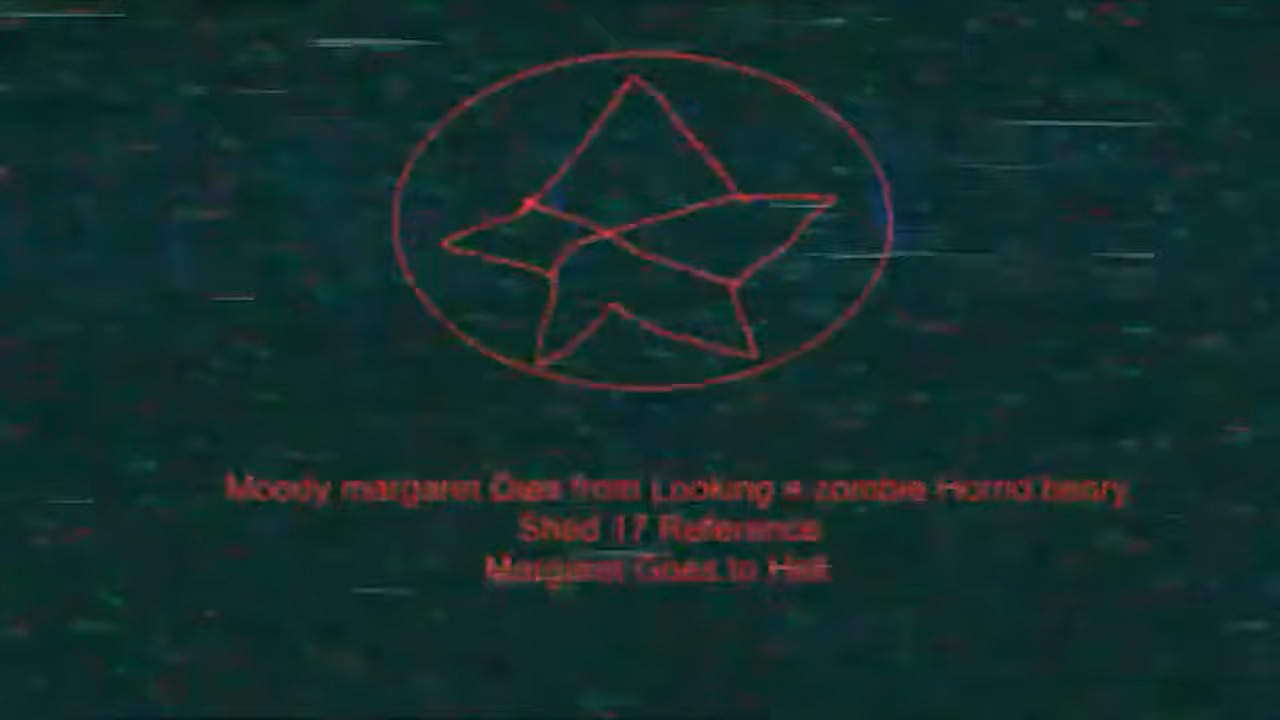 Moody margaret Dies from Looking a zombie Horrid henry
Shed 17 Reference
Margaret Goes to Hell